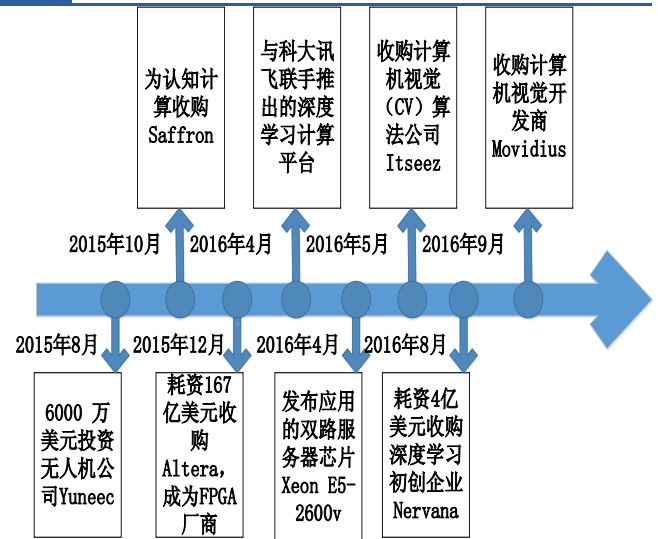 为认知计
算收购
Saffron
与科大讯
飞联手推
出的深度
学习计算
平台
收购计算
机视觉
（CV）算
法公司
Itseez
收购计算
机视觉开
发商
Movidius
2015年10月
2016年4月
2016年5月
2016年9月
2015年8月
2015年12月
2016年4月
2016年8月
6000 万
美元投资
无人机公
司Yuneec
耗资167
亿美元收
购
Altera，
成为FPGA
厂商
发布应用
的双路服
务器芯片
Xeon E5-
2600v
耗资4亿
美元收购
深度学习
初创企业
Nervana